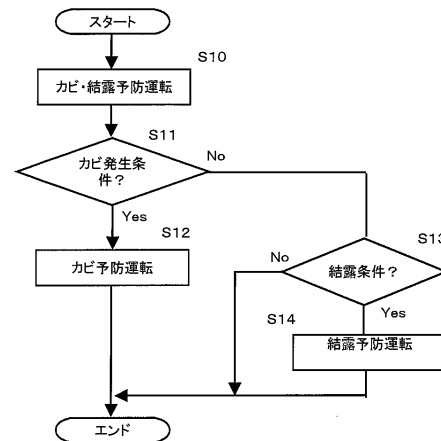 スタート
S10
カビ・結露予防運転
S11
カビ発生条
件?
No
Yes
S12
カビ予防運転
S13
結露条件?
No
Yes
S14
結露予防運転
エンド